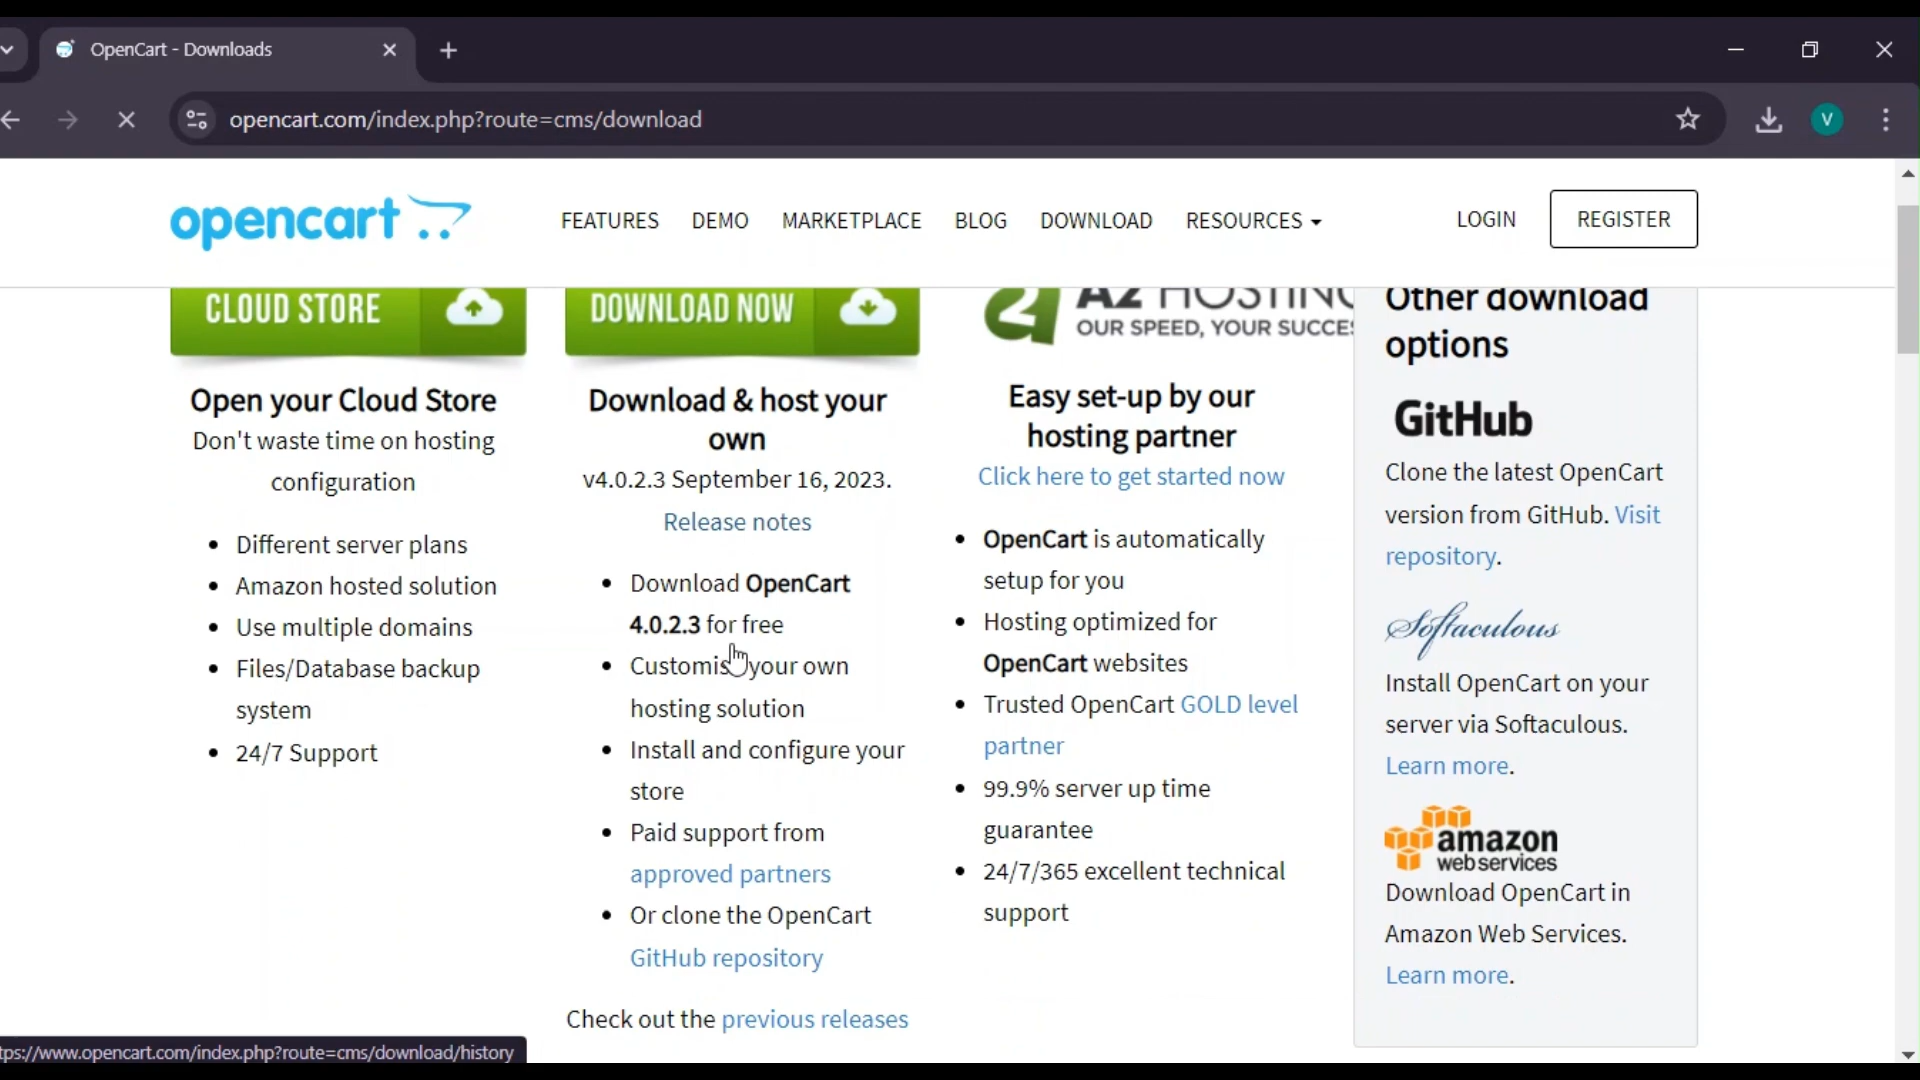 OpenCart - Downloads
opencart.com/index.php?route=cms/download
V
opencart
FEATURES
DEMO
MARKETPLACE
BLOG
DOWNLOAD
RESOURCES
LOGIN
REGISTER
CLOUD STORE
Open your Cloud Store
Don't waste time on hosting
configuration
Different server plans
Amazon hosted solution
Use multiple domains
Files/Database backup
system
24/7 Support
DOWNLOAD NOW
Download & host your
own
v4.0.2.3 September 16, 2023.
Release notes
Download OpenCart
4.0.2.3 for free
Customise your own
hosting solution
Install and configure your
store
Paid support from
approved partners
Or clone the OpenCart
GitHub repository
Check out the previous releases
A2 HOSTING
OUR SPEED, YOUR SUCCES
Easy set-up by our
hosting partner
Click here to get started now
OpenCart is automatically
setup for you
Hosting optimized for
OpenCart websites
Trusted OpenCart GOLD level
partner
99.9% server up time
guarantee
24/7/365 excellent technical
support
Other download
options
GitHub
Clone the latest OpenCart
version from GitHub. Visit
repository.
Softaculous
Install OpenCart on your
server via Softaculous.
Learn more.
amazon
web services
Download OpenCart in
Amazon Web Services.
Learn more.
tps://www.opencart.com/index.php?route=cms/download/history